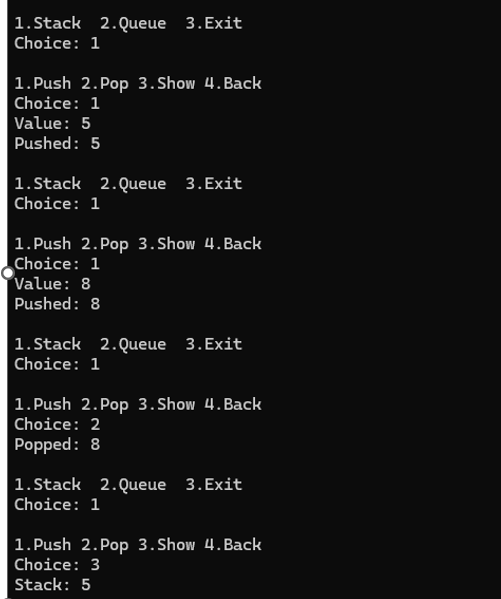 1.Stack  2.Queue  3.Exit
Choice: 1
1.Push 2.Pop 3.Show 4.Back
Choice: 1
Value: 5
Pushed: 5
1.Stack  2.Queue  3.Exit
Choice: 1
1.Push 2.Pop 3.Show 4.Back
Choice: 1
Value: 8
Pushed: 8
1.Stack  2.Queue  3.Exit
Choice: 1
1.Push 2.Pop 3.Show 4.Back
Choice: 2
Popped: 8
1.Stack  2.Queue  3.Exit
Choice: 1
1.Push 2.Pop 3.Show 4.Back
Choice: 3
Stack: 5